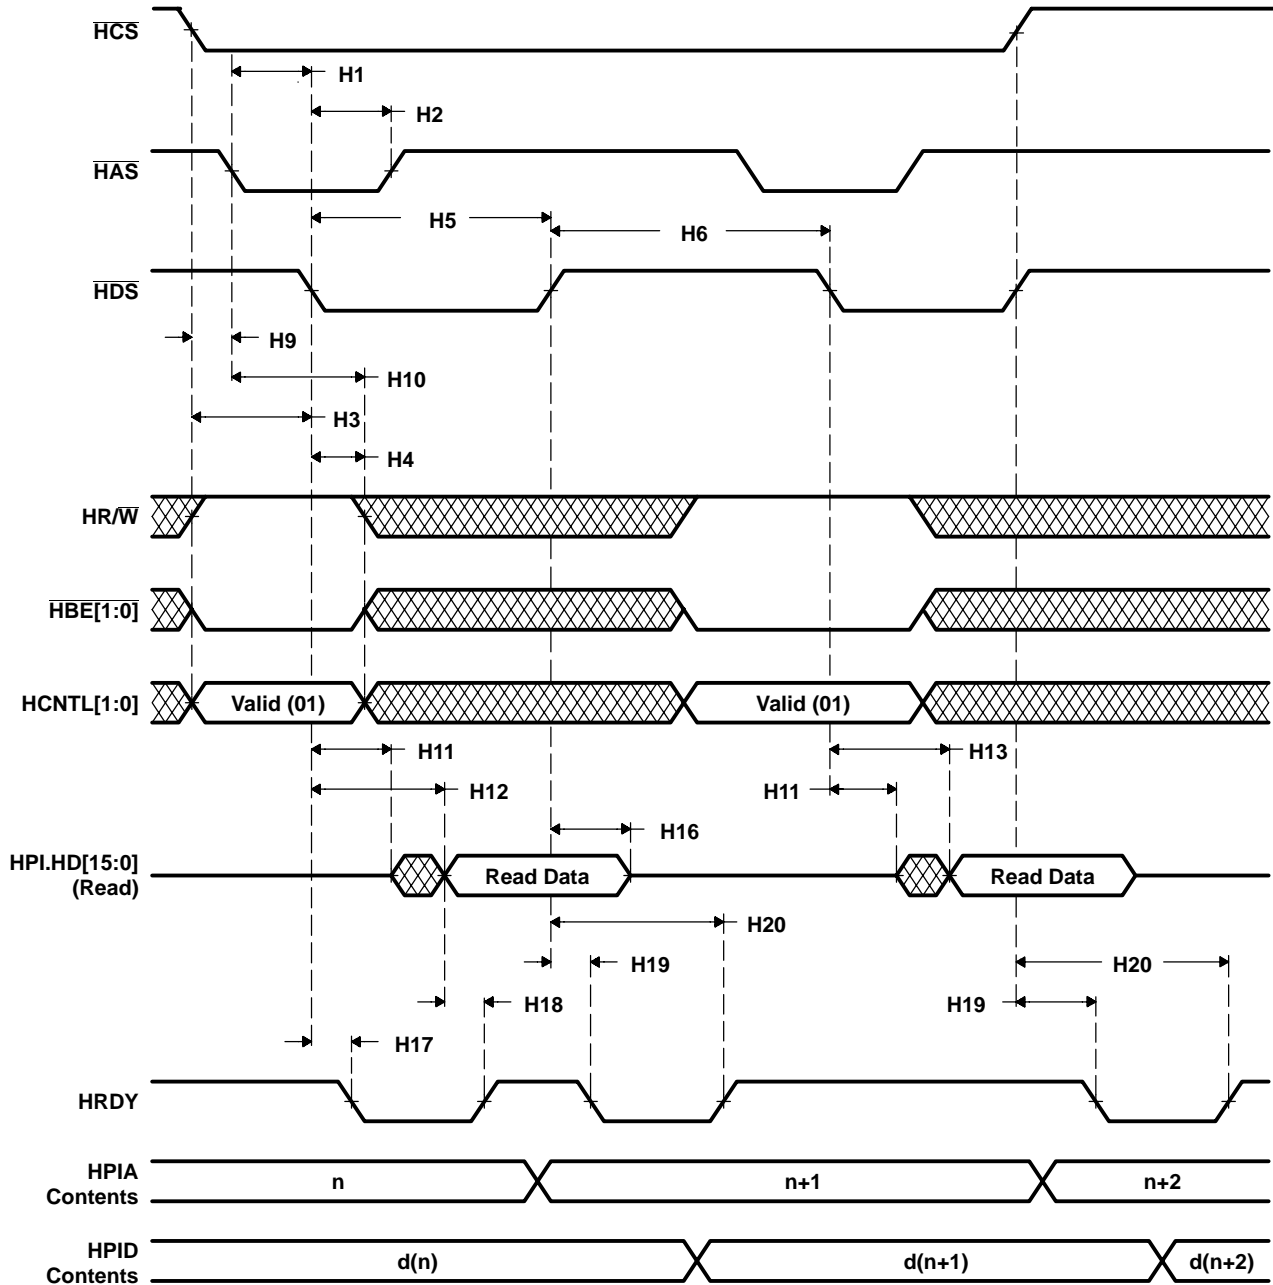 HCS
H1
H2
HAS
H5
H6
HDS
H9
H10
H3
H4
HR/W
HBE[1:0]
HCNTL[1:0]
Valid (01)
Valid (01)
H11
H13
H12
H11
H16
HPI.HD[15:0]
(Read)
Read Data
Read Data
H20
H19
H20
H18
H19
H17
HRDY
HPIA
Contents
n
n+1
n+2
HPID
Contents
d(n)
d(n+1)
d(n+2)